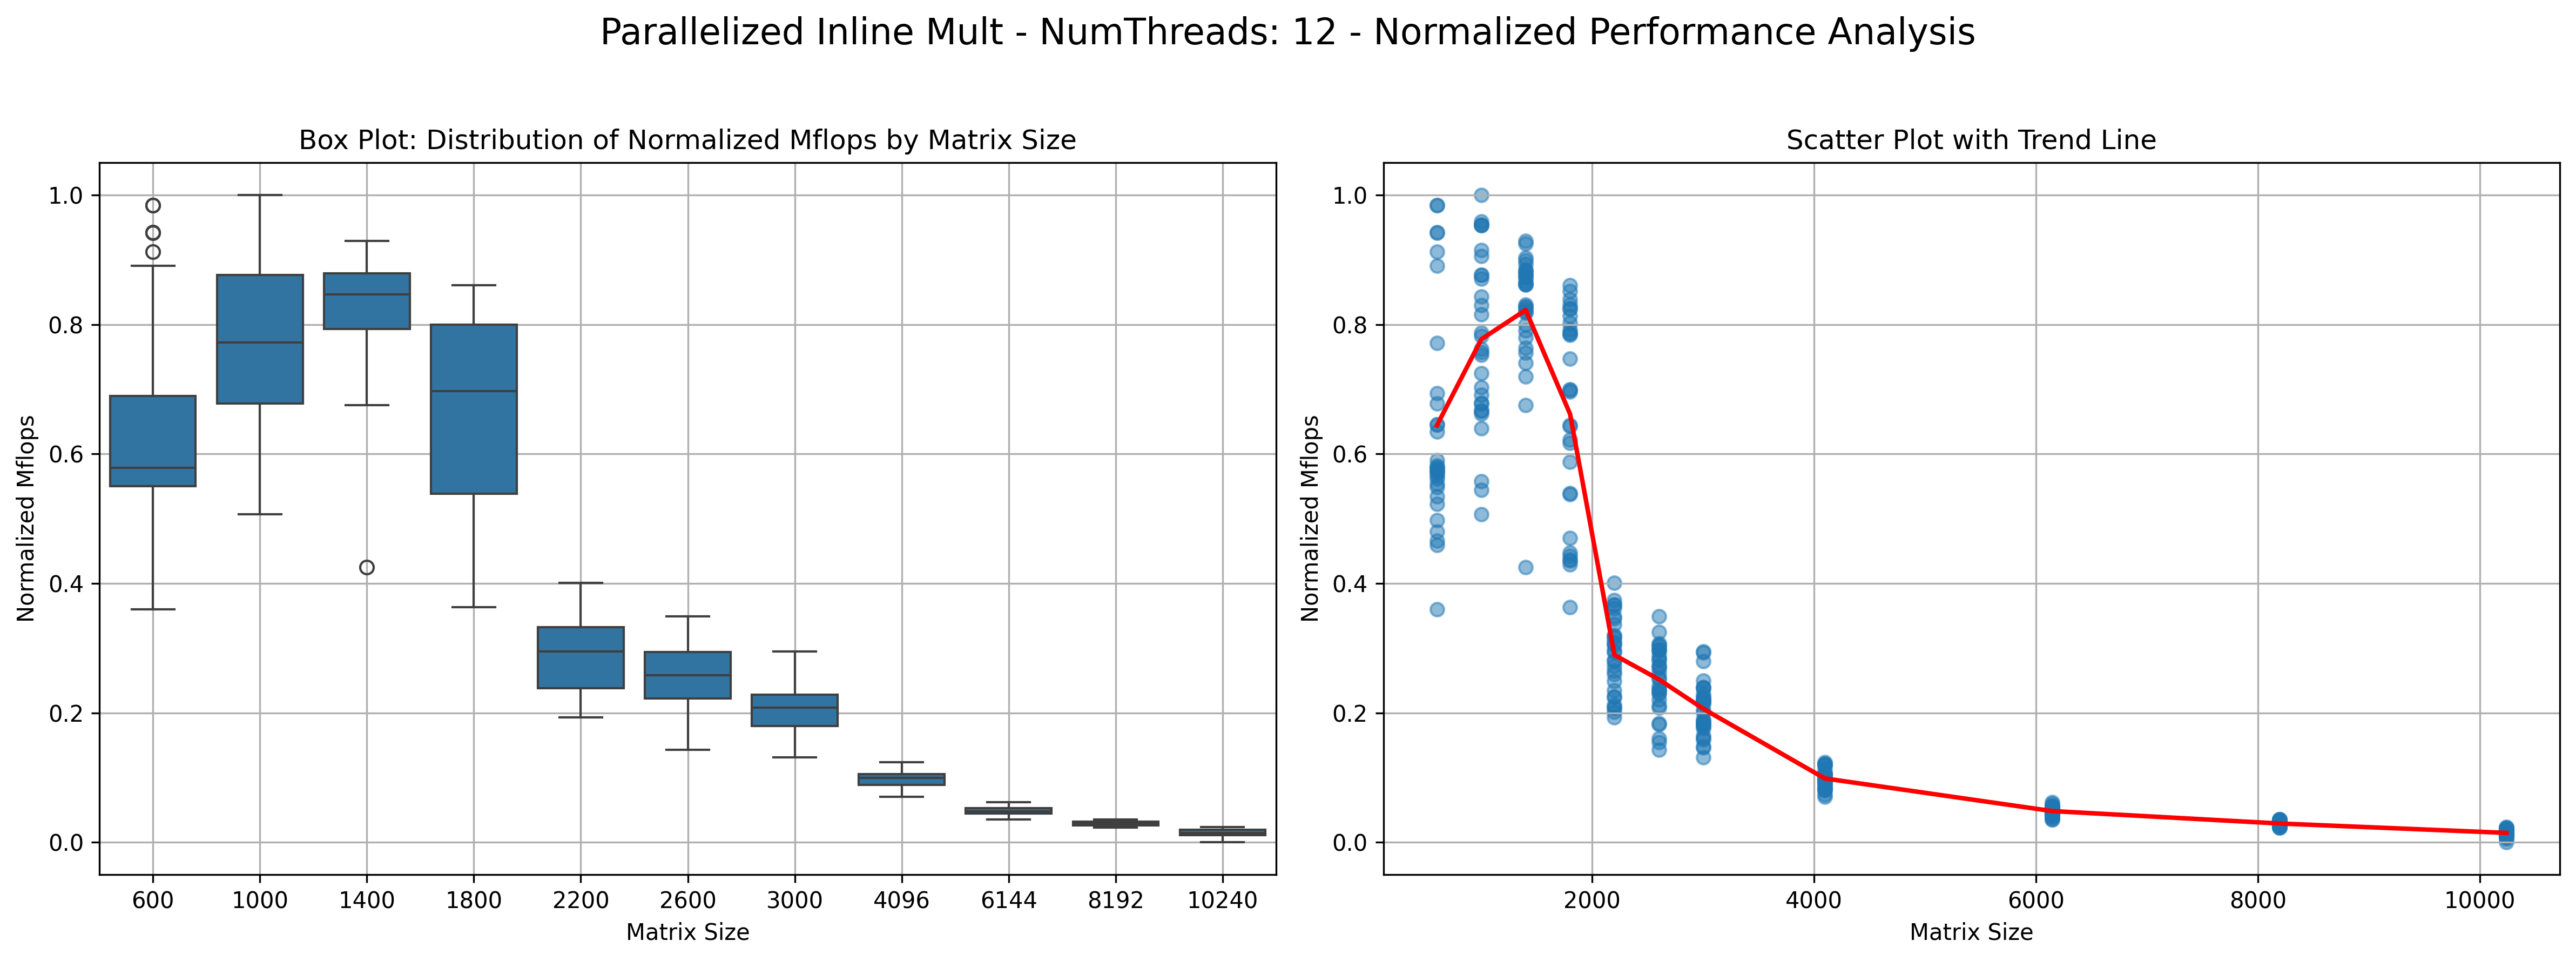 Parallelized Inline Mult - NumThreads: 12 - Normalized Performance Analysis
Box Plot: Distribution of Normalized Mflops by Matrix Size
Normalized Mflops
1.0
0.8
0.6
0.4
0.2
0.0
600 1000 1400 1800 2200 2600 3000 4096 6144 8192 10240
Matrix Size
Scatter Plot with Trend Line
Normalized Mflops
1.0
0.8
0.6
0.4
0.2
0.0
2000 4000 6000 8000 10000
Matrix Size